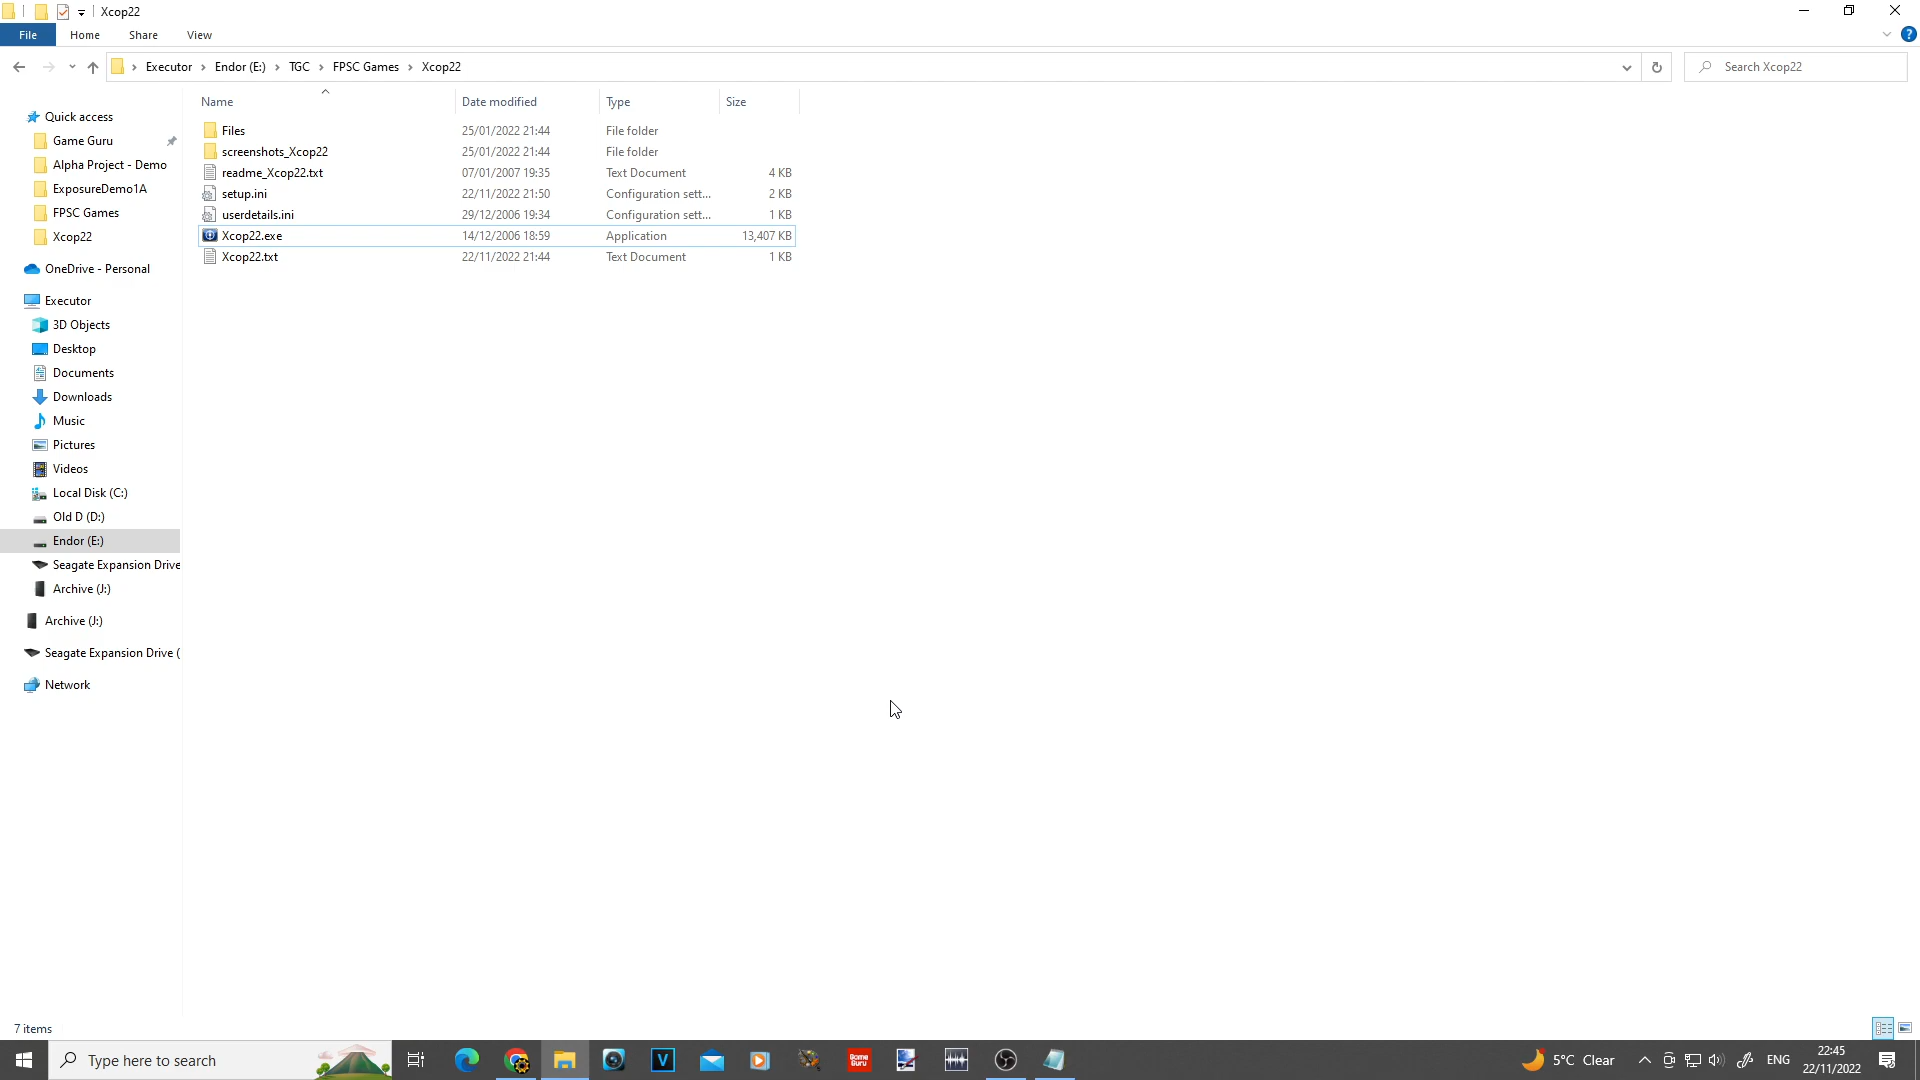 Xcop22
File Home Share View
Executor Endor (E:) TGC FPSC Games Xcop22
Search Xcop22
Name Date modified Type Size
Files 25/01/2022 21:44 File folder
screenshots_Xcop22 25/01/2022 21:44 File folder
readme_Xcop22.txt 07/01/2007 19:35 Text Document 4 KB
setup.ini 22/11/2022 21:50 Configuration sett... 2 KB
userdetails.ini 29/12/2006 19:34 Configuration sett... 1 KB
Xcop22.exe 14/12/2006 18:59 Application 13,407 KB
Xcop22.txt 22/11/2022 21:44 Text Document 1 KB
Quick access
Game Guru
Alpha Project - Demo
ExposureDemo1A
FPSC Games
Xcop22
OneDrive - Personal
Executor
3D Objects
Desktop
Documents
Downloads
Music
Pictures
Videos
Local Disk (C:)
Old D (D:)
Endor (E:)
Seagate Expansion Drive
Archive (J:)
Archive (J:)
Seagate Expansion Drive (
Network
7 items
Type here to search
Game Guru
5°C Clear
ENG
22:45
22/11/2022